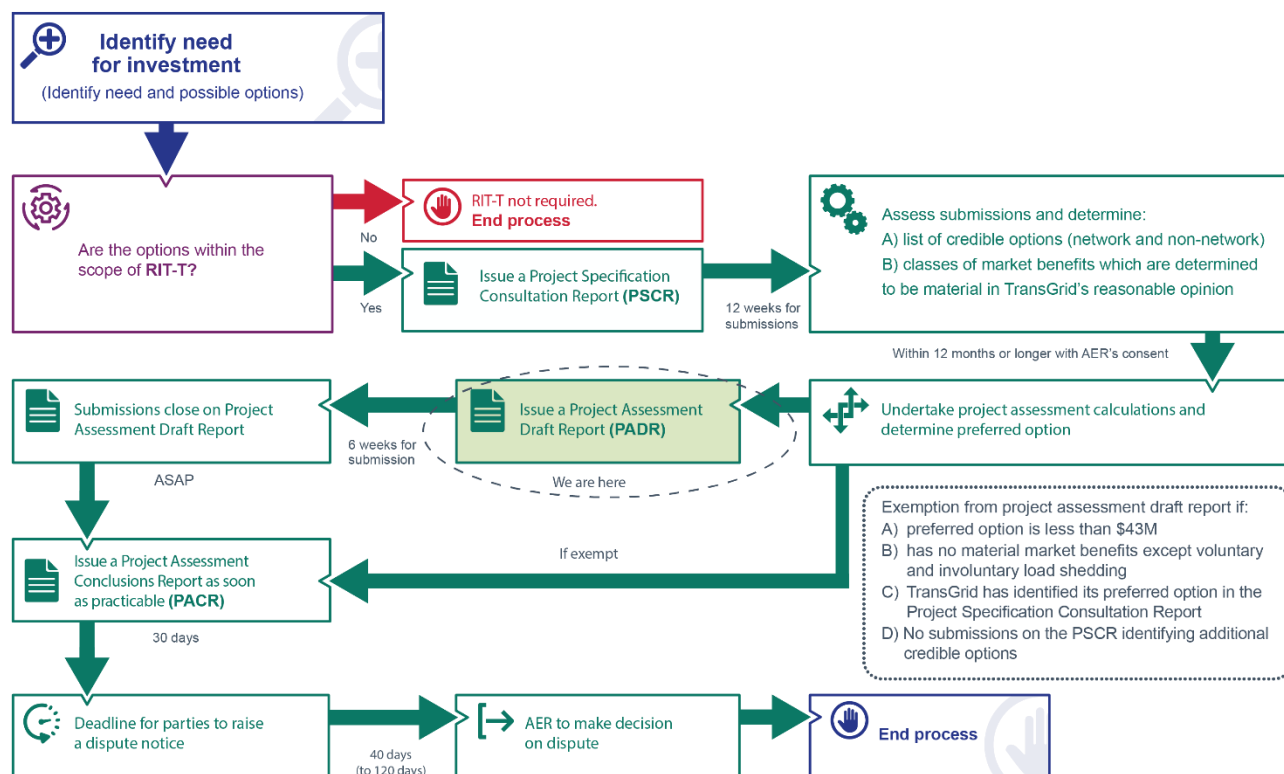 Identify need
for investment
(Identify need and possible options)
Are the options within the
scope of RIT-T?
No
RIT-T not required.
End process
Yes
Issue a Project Specification
Consultation Report (PSCR)
12 weeks for
submissions
Assess submissions and determine:
A) list of credible options (network and non-network)
B) classes of market benefits which are determined
to be material in TransGrid's reasonable opinion
Within 12 months or longer with AER's consent
Undertake project assessment calculations and
determine preferred option
Issue a Project Assessment
Draft Report (PADR)
We are here
6 weeks for
submission
Submissions close on Project
Assessment Draft Report
ASAP
If exempt
Exemption from project assessment draft report if:
A) preferred option is less than $43M
B) has no material market benefits except voluntary
and involuntary load shedding
C) TransGrid has identified its preferred option in the
Project Specification Consultation Report
D) No submissions on the PSCR identifying additional
credible options
Issue a Project Assessment
Conclusions Report as soon
as practicable (PACR)
30 days
Deadline for parties to raise
a dispute notice
40 days
(to 120 days)
AER to make decision
on dispute
End process